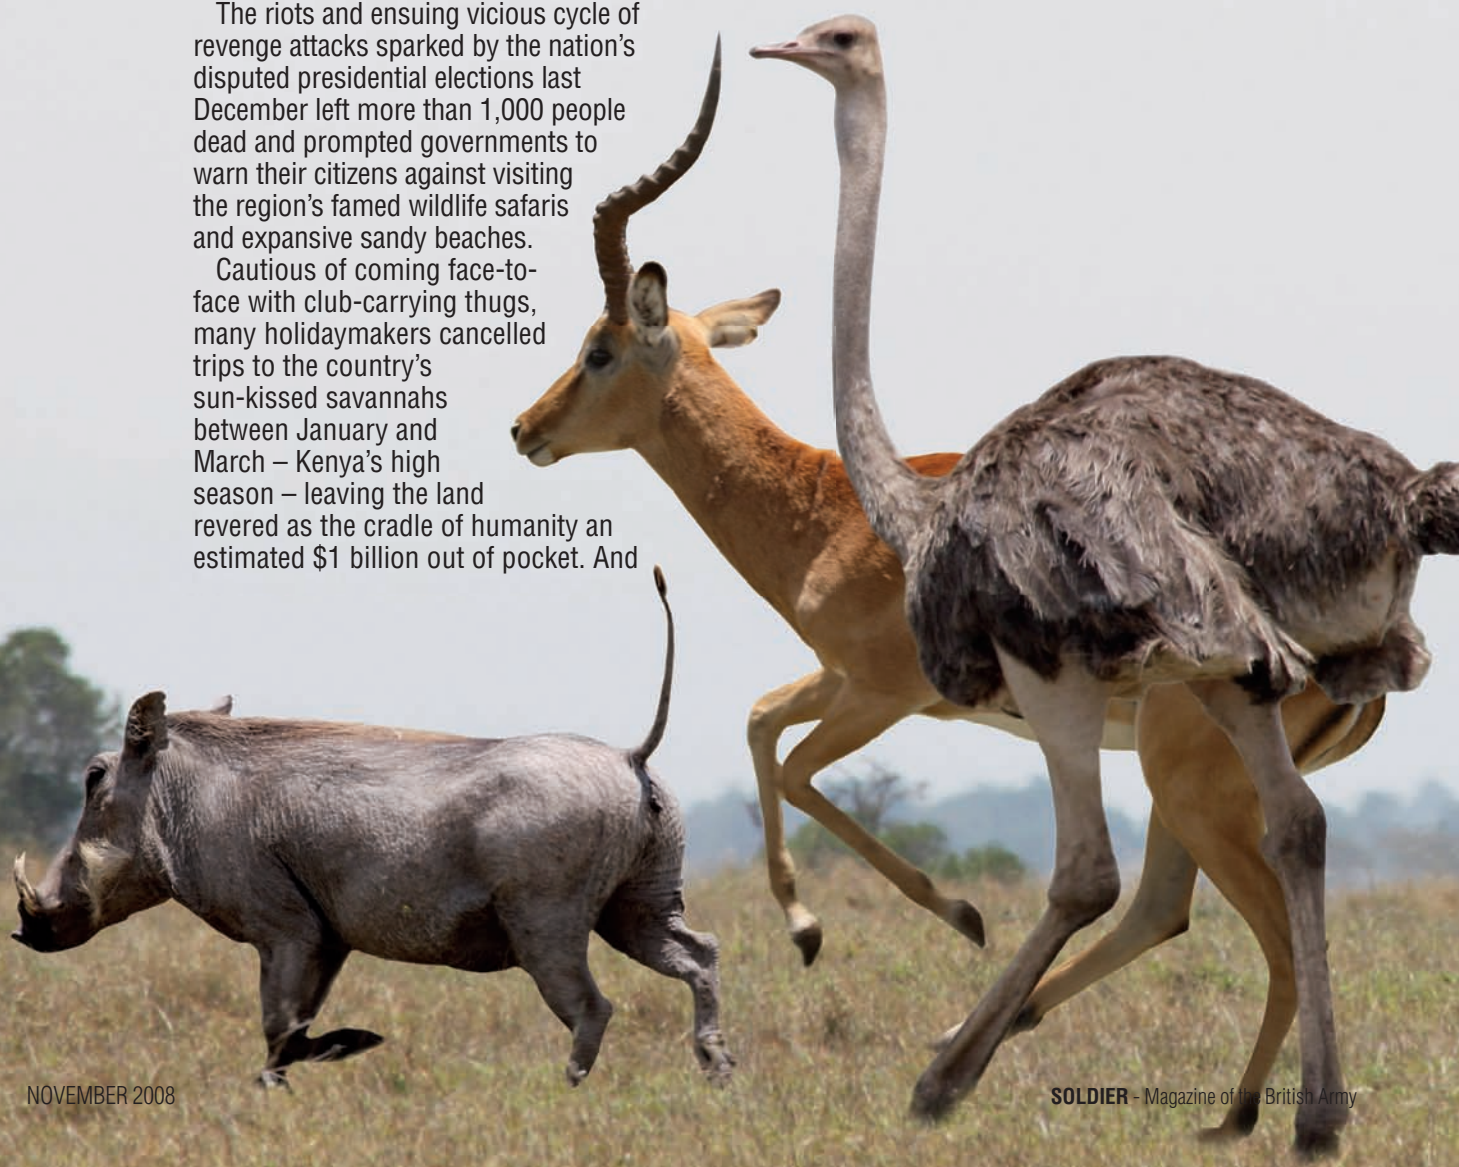 The riots and ensuing vicious cycle of
revenge attacks sparked by the nation’s
disputed presidential elections last
December left more than 1,000 people
dead and prompted governments to
warn their citizens against visiting
the region’s famed wildlife safaris
and expansive sandy beaches.
Cautious of coming face-to-
face with club-carrying thugs,
many holidaymakers cancelled
trips to the country’s
sun-kissed savannahs
between January and
March – Kenya’s high
season – leaving the land
revered as the cradle of humanity an
estimated $1 billion out of pocket. And
NOVEMBER 2008
SOLDIER - Magazine of the British Army